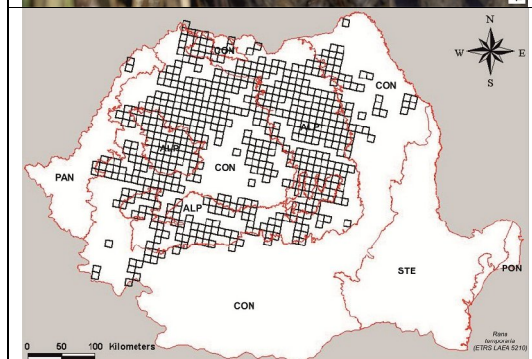 N
W E
S
CON
CON
ALP
ALP
CON
PAN
ALP
STE
PON
CON
Rana
temporaria
(ETRS LAEA 5210)
0 50 100 Kilometers